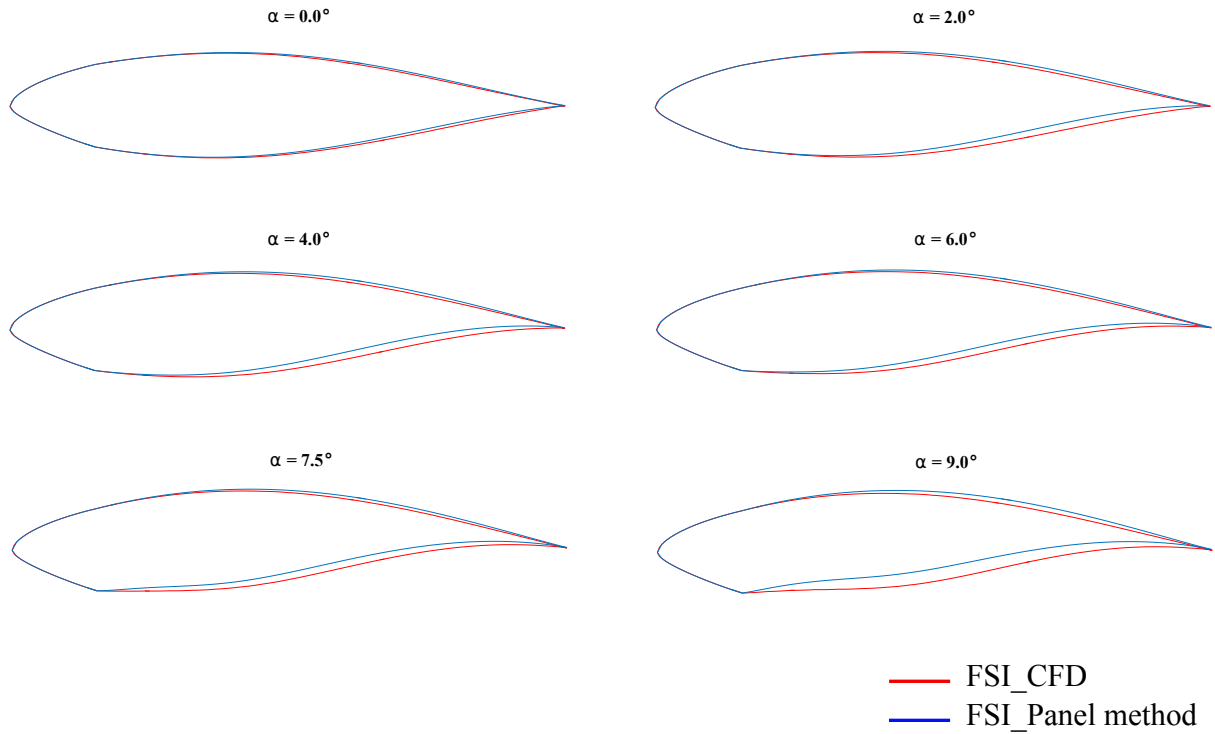 α = 0.0°
α = 2.0°
α = 4.0°
α = 6.0°
α = 7.5°
α = 9.0°
FSI_CFD
FSI_Panel method